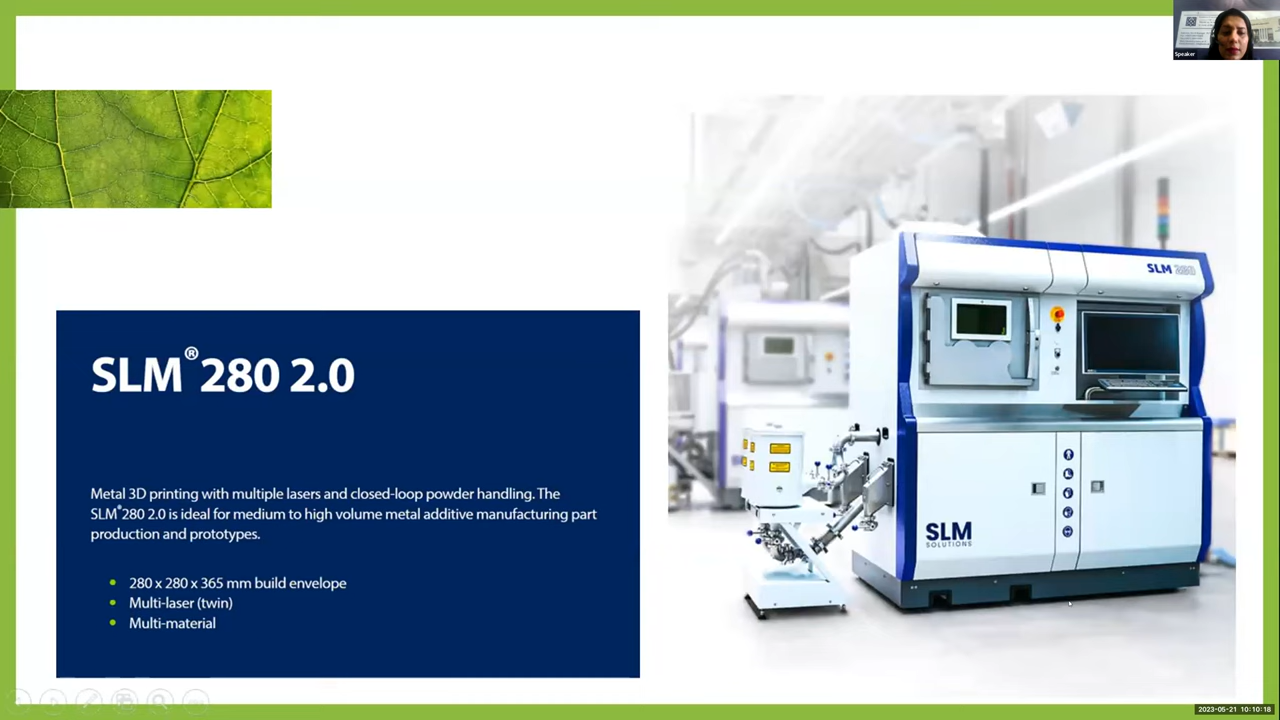 Speaker
SLM 280
SLM
SOLUTIONS
SLM®280 2.0
Metal 3D printing with multiple lasers and closed-loop powder handling. The
SLM®280 2.0 is ideal for medium to high volume metal additive manufacturing part
production and prototypes.
280 x 280 x 365 mm build envelope
Multi-laser (twin)
Multi-material
2023-05-21 10:10:18